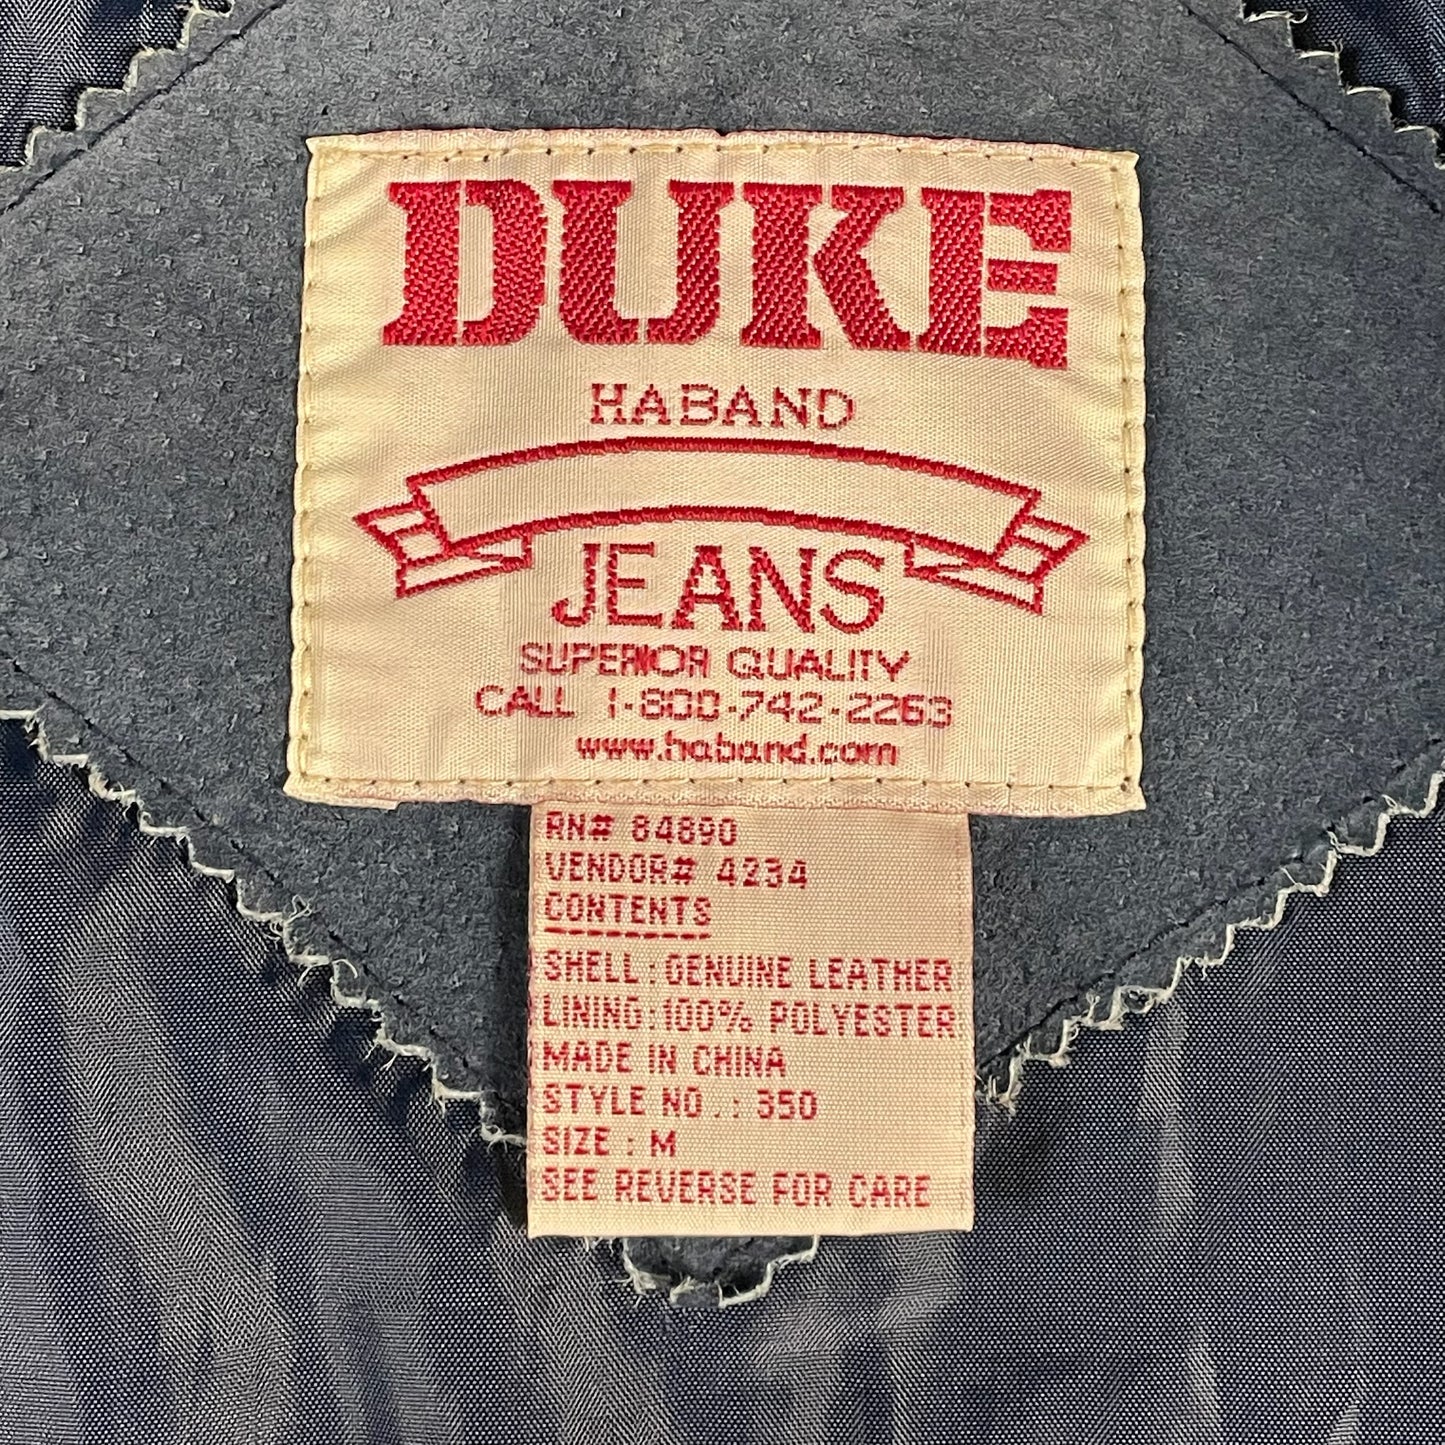 DUKE
HABAND
JEANS
SUPERIOR QUALITY
CALL 1-800-742-2263
www.haband.com
RN# 84890
VENDOR# 4234
CONTENTS
SHELL: GENUINE LEATHER
LINING: 100% POLYESTER
MADE IN CHINA
STYLE NO.: 350
SIZE : M
SEE REVERSE FOR CARE